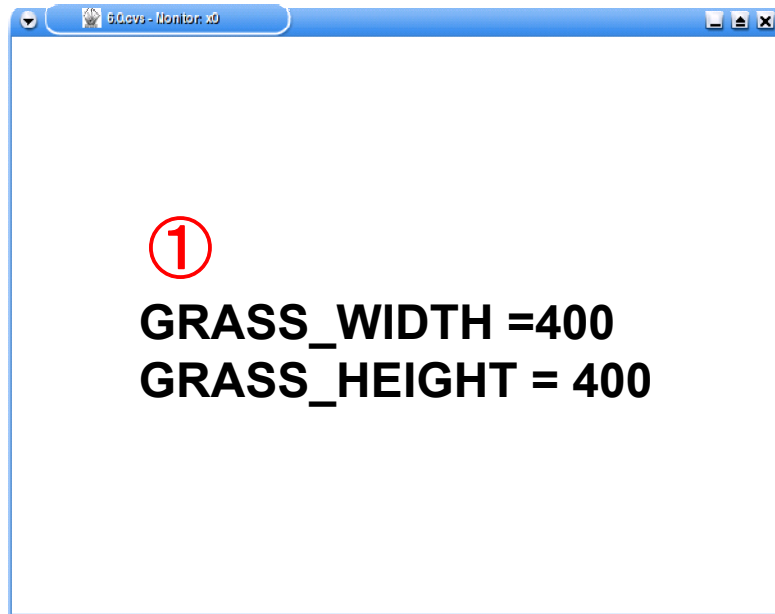 6.0.cvs - Monitor: x0
①
GRASS_WIDTH =400
GRASS_HEIGHT = 400